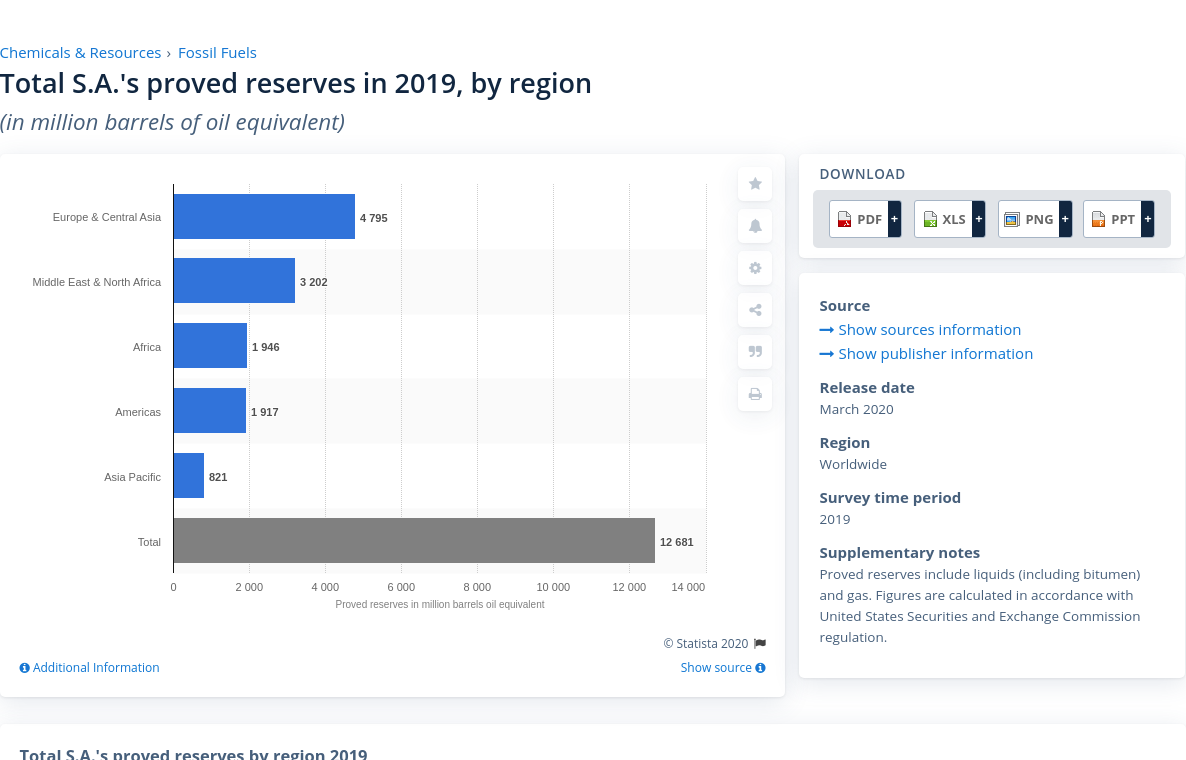 Chemicals & Resources › Fossil Fuels
Total S.A.'s proved reserves in 2019, by region
(in million barrels of oil equivalent)
Europe & Central Asia
4 795
Middle East & North Africa
3 202
Africa
1 946
Americas
1 917
Asia Pacific
821
Total
12 681
0 2 000 4 000 6 000 8 000 10 000 12 000 14 000
Proved reserves in million barrels oil equivalent
© Statista 2020
Additional Information
Show source
DOWNLOAD
PDF + XLS + PNG + PPT +
Source
Show sources information
Show publisher information
Release date
March 2020
Region
Worldwide
Survey time period
2019
Supplementary notes
Proved reserves include liquids (including bitumen)
and gas. Figures are calculated in accordance with
United States Securities and Exchange Commission
regulation.
Total S.A.'s proved reserves by region 2019